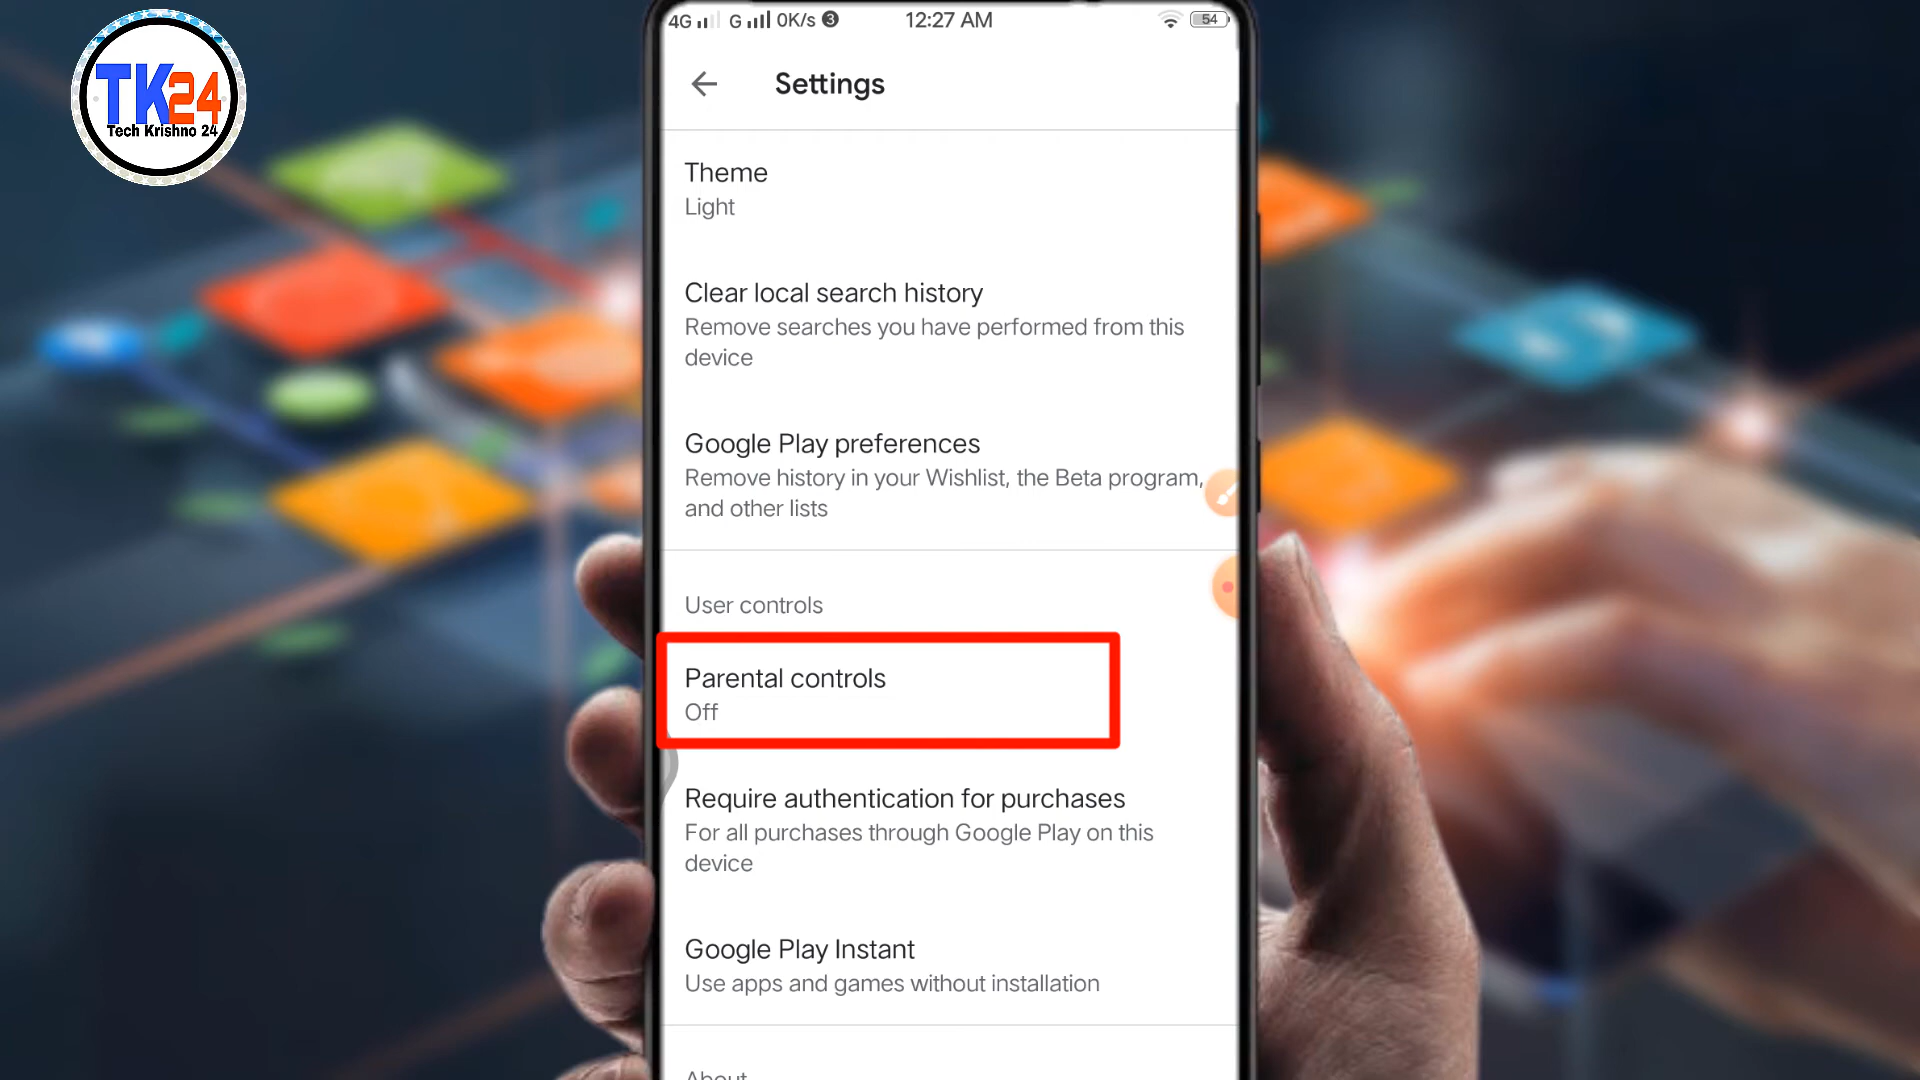 TK24
Tech Krishno 24
4G G 0K/s 3 12:27 AM 54
Settings
Theme
Light
Clear local search history
Remove searches you have performed from this
device
Google Play preferences
Remove history in your Wishlist, the Beta program,
and other lists
User controls
Parental controls
Off
Require authentication for purchases
For all purchases through Google Play on this
device
Google Play Instant
Use apps and games without installation
About